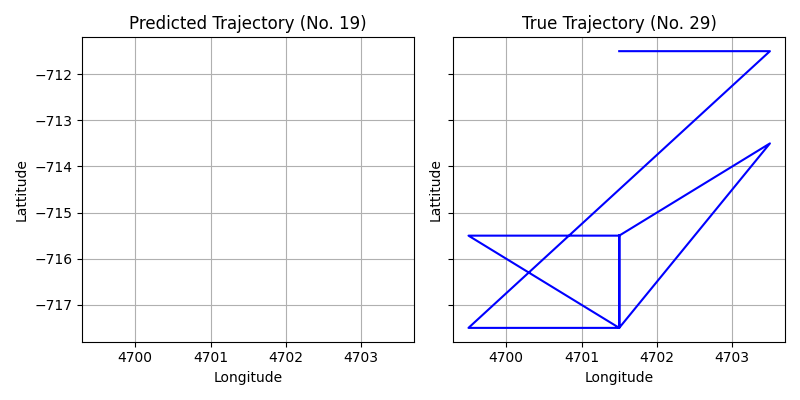 Predicted Trajectory (No. 19)
True Trajectory (No. 29)
−712
−713
−714
−715
−716
−717
Lattitude
Lattitude
4700
4701
4702
4703
4700
4701
4702
4703
Longitude
Longitude